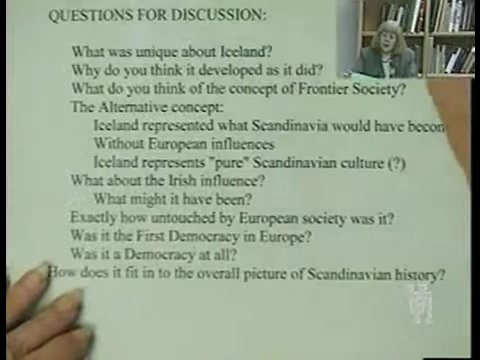 QUESTIONS FOR DISCUSSION:
What was unique about Iceland?
Why do you think it developed as it did?
What do you think of the concept of Frontier Society?
The Alternative concept:
Iceland represented what Scandinavia would have becom
Without European influences
Iceland represents "pure" Scandinavian culture (?)
What about the Irish influence?
What might it have been?
Exactly how untouched by European society was it?
Was it the First Democracy in Europe?
Was it a Democracy at all?
How does it fit in to the overall picture of Scandinavian history?